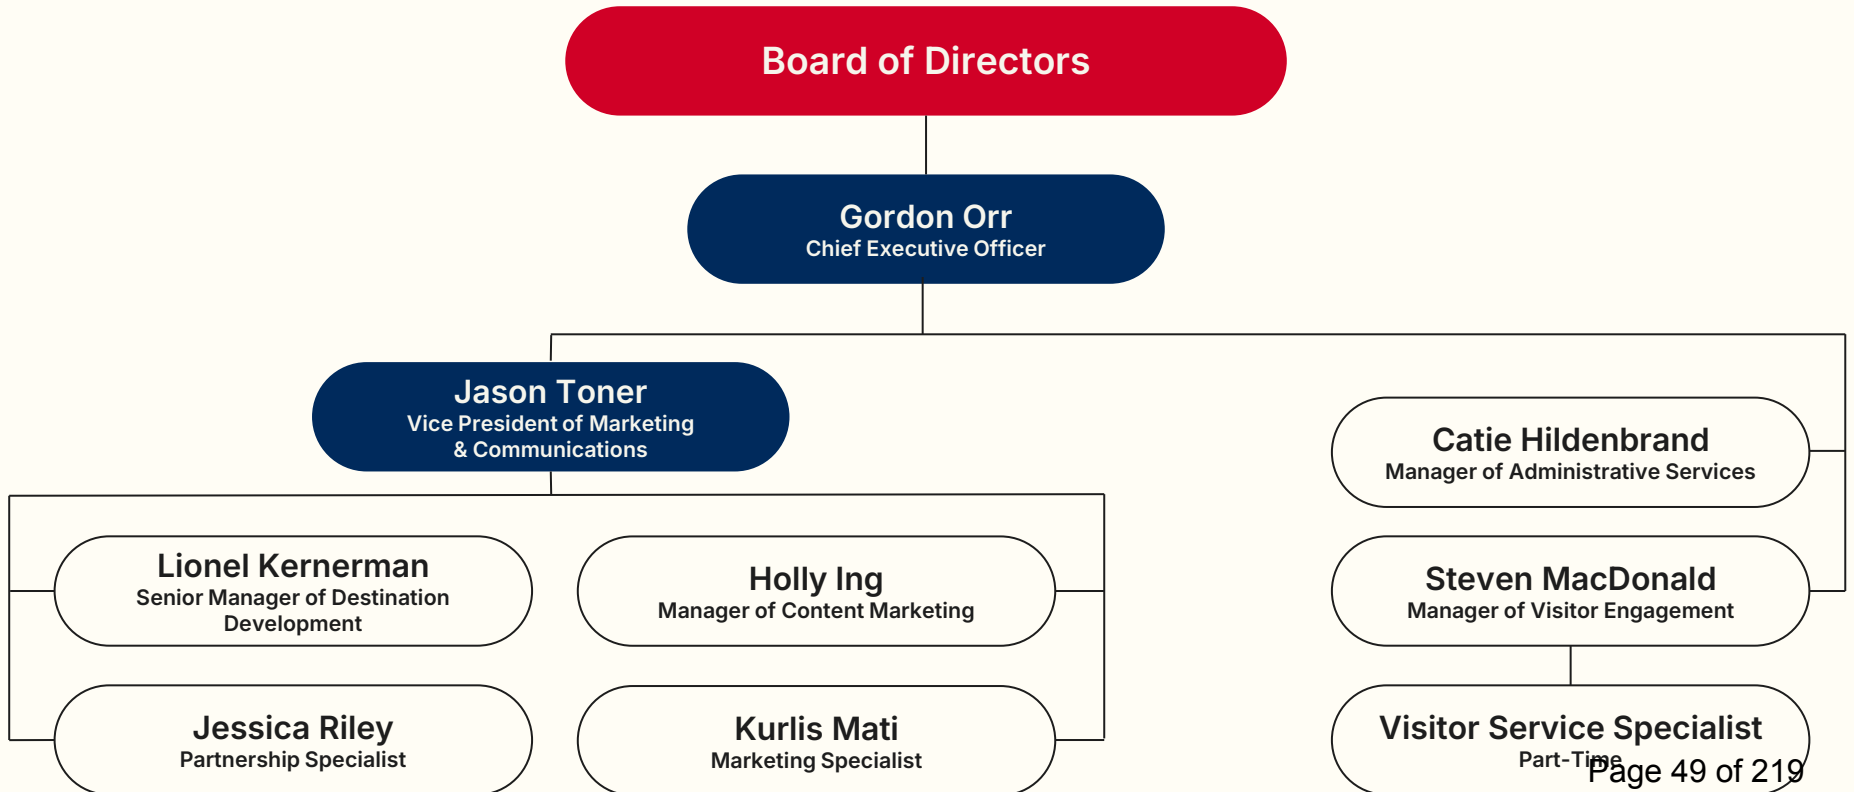 Board of Directors
Gordon Orr
Chief Executive Officer
Jason Toner
Vice President of Marketing
& Communications
Catie Hildenbrand
Manager of Administrative Services
Lionel Kernerman
Senior Manager of Destination
Development
Holly Ing
Manager of Content Marketing
Steven MacDonald
Manager of Visitor Engagement
Jessica Riley
Partnership Specialist
Kurlis Mati
Marketing Specialist
Visitor Service Specialist
Part-Time
Page 49 of 219